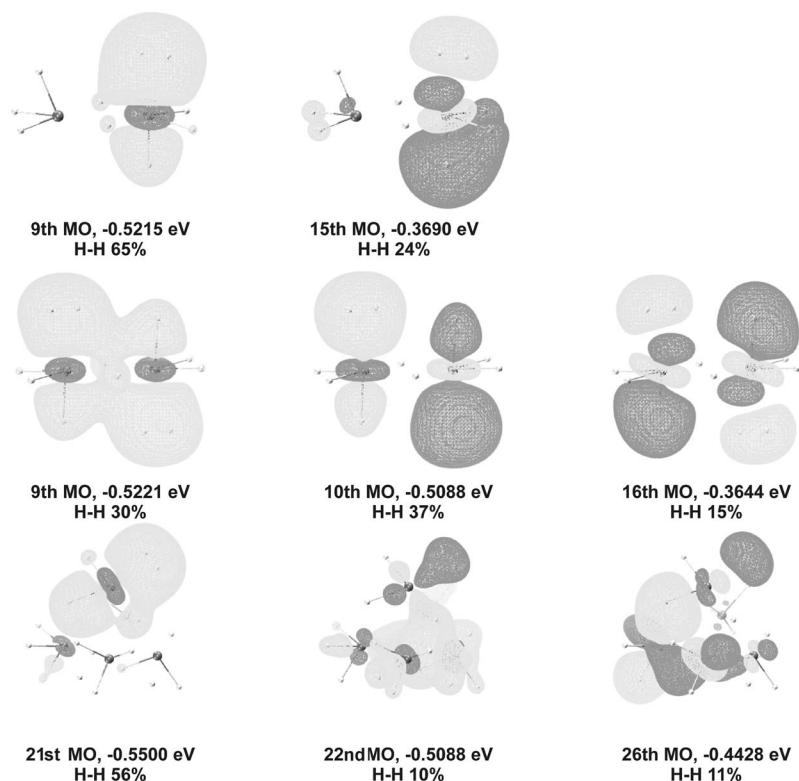 9th MO, -0.5215 eV
H-H 65%
15th MO, -0.3690 eV
H-H 24%
9th MO, -0.5221 eV
H-H 30%
10th MO, -0.5088 eV
H-H 37%
16th MO, -0.3644 eV
H-H 15%
21st MO, -0.5500 eV
H-H 56%
22ndMO, -0.5088 eV
H-H 10%
26th MO, -0.4428 eV
H-H 11%